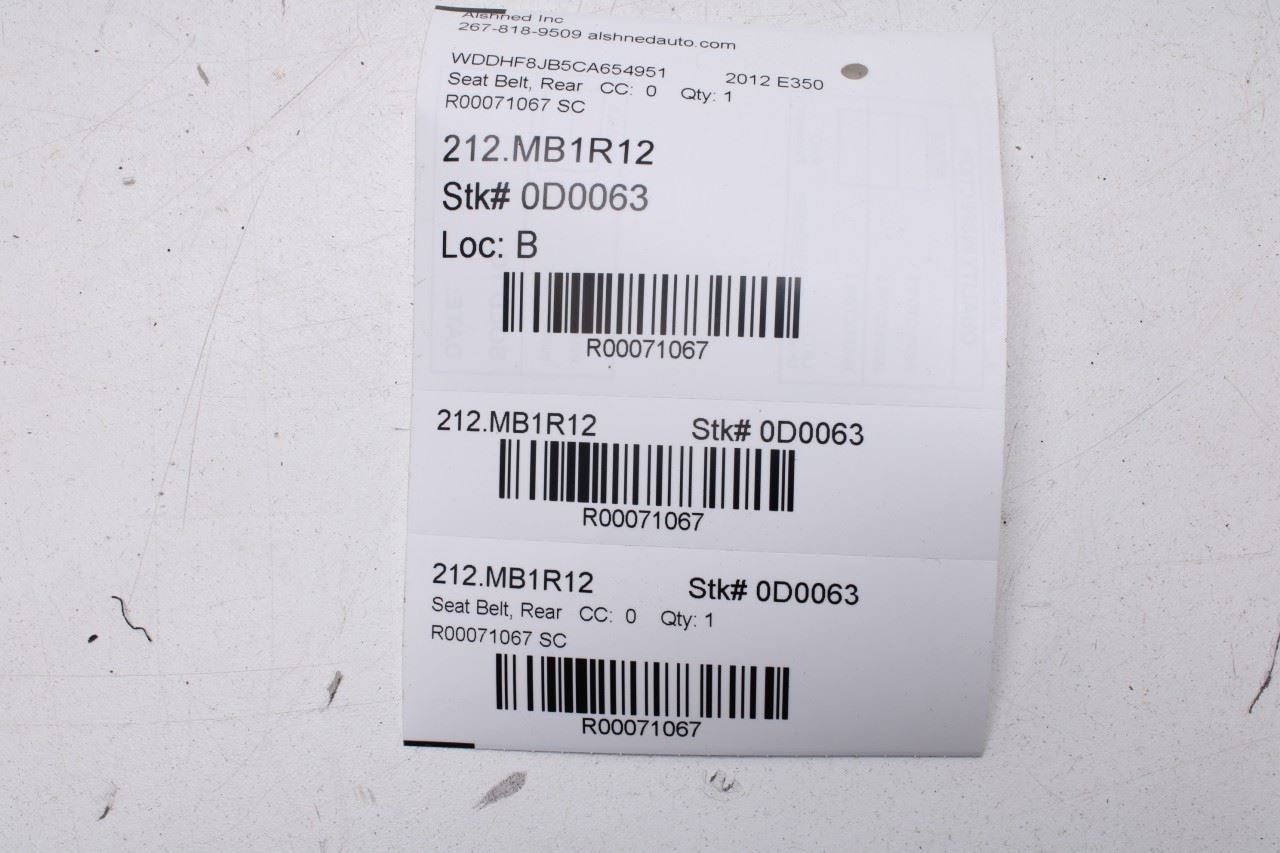 Alshned Inc
267-818-9509 alshnedauto.com
WDDHF8JB5CA654951 2012 E350
Seat Belt, Rear CC: 0 Qty: 1
R00071067 SC
212.MB1R12
Stk# 0D0063
Loc: B
R00071067
212.MB1R12 Stk# 0D0063
R00071067
212.MB1R12 Stk# 0D0063
Seat Belt, Rear CC: 0 Qty: 1
R00071067 SC
R00071067